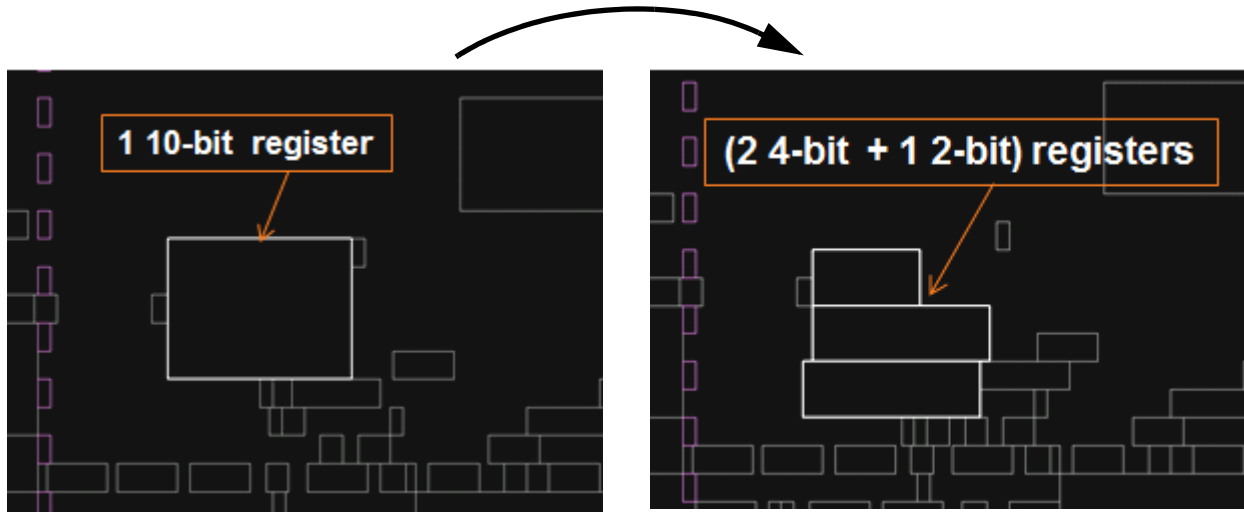 1 10-bit register
(2 4-bit + 1 2-bit) registers